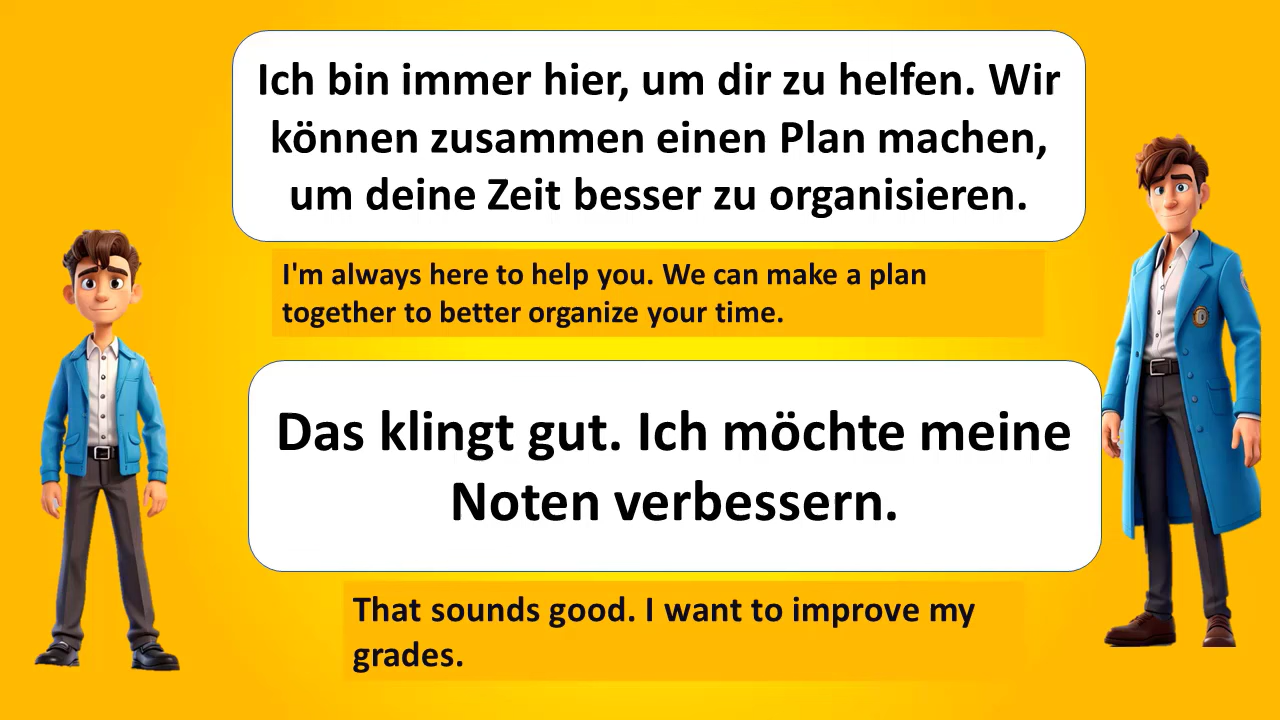 Ich bin immer hier, um dir zu helfen. Wir
können zusammen einen Plan machen,
um deine Zeit besser zu organisieren.
I'm always here to help you. We can make a plan
together to better organize your time.
Das klingt gut. Ich möchte meine
Noten verbessern.
That sounds good. I want to improve my
grades.